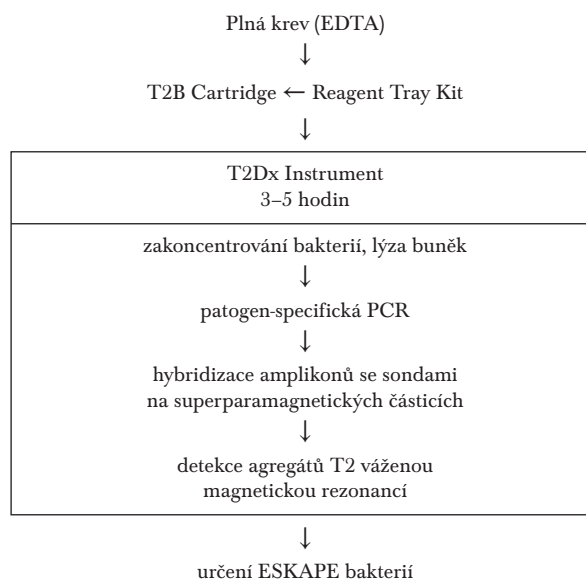 Plná krev (EDTA)
↓
T2B Cartridge ← Reagent Tray Kit
↓
T2Dx Instrument
3–5 hodin
zakoncentrování bakterií, lýza buněk
↓
patogen-specifická PCR
↓
hybridizace amplikonů se sondami
na superparamagnetických částicích
↓
detekce agregátů T2 váženou
magnetickou rezonancí
↓
určení ESKAPE bakterií